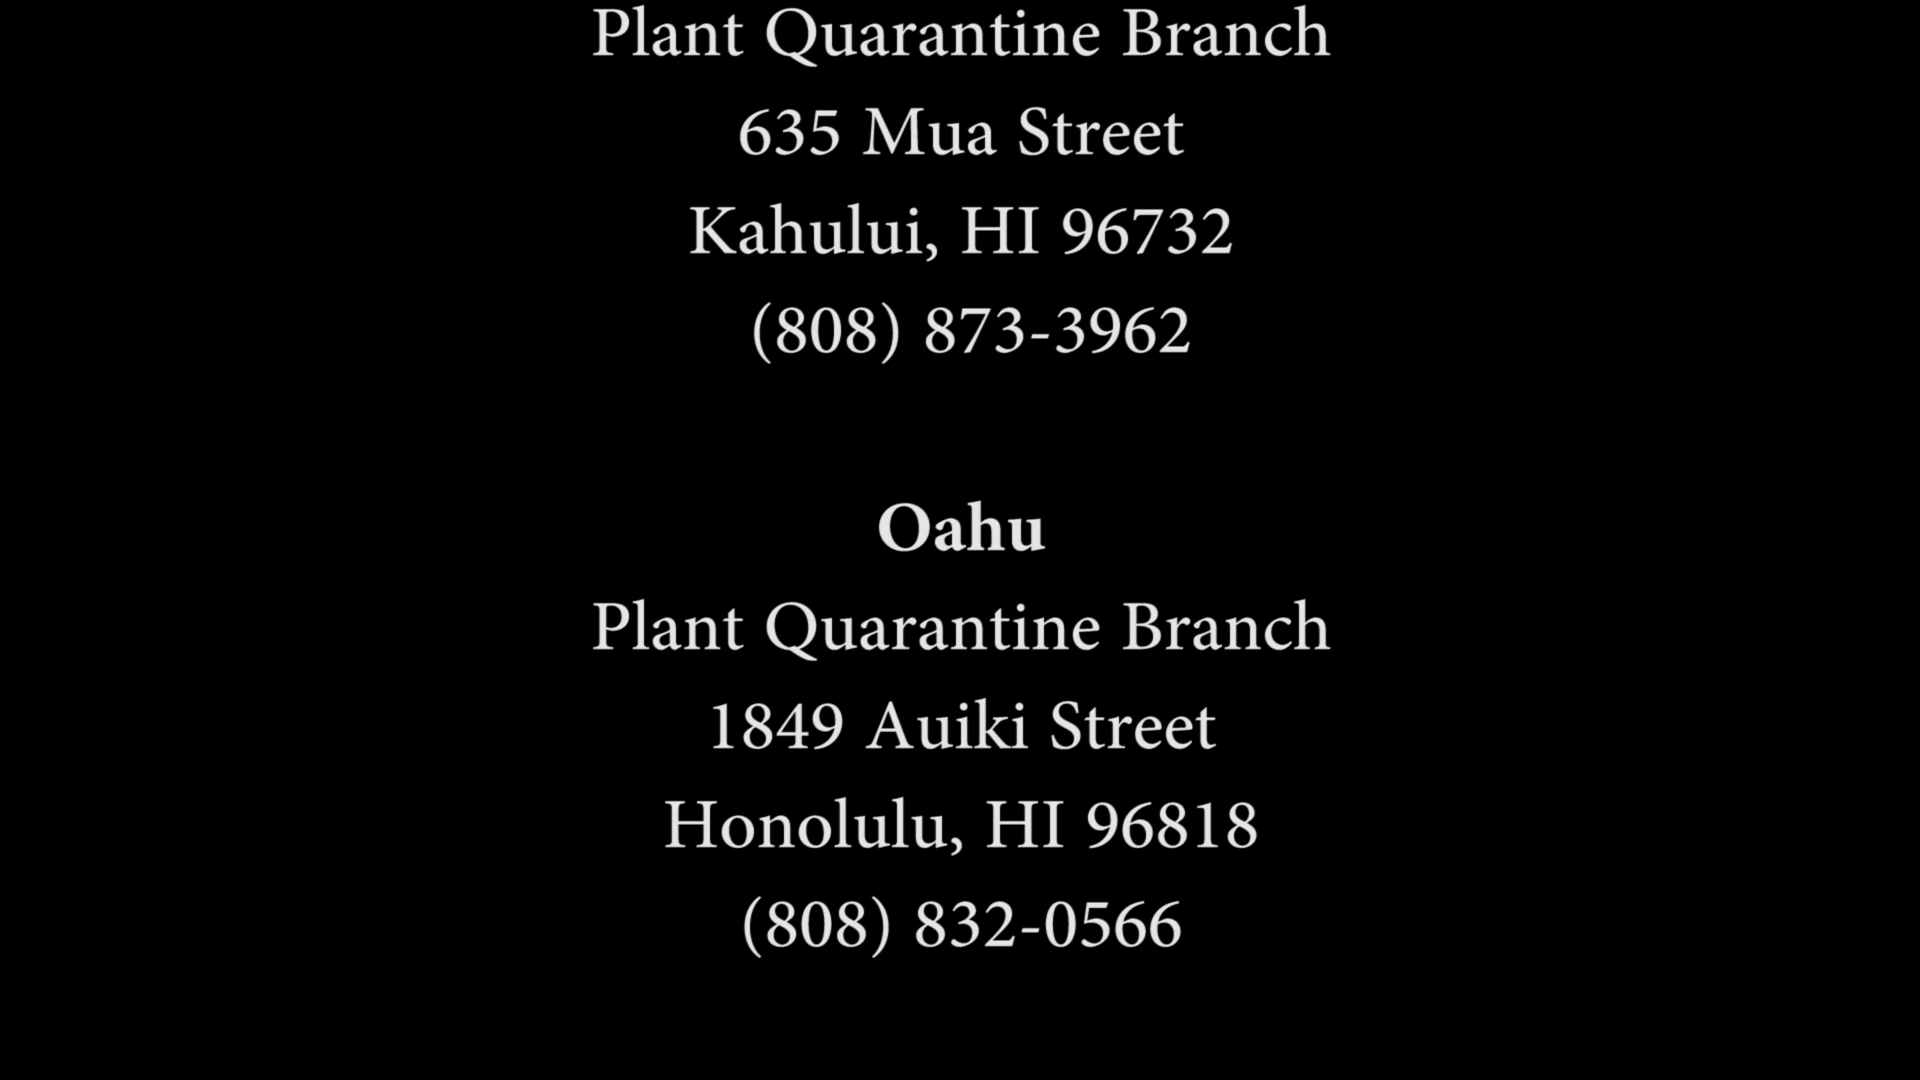 Plant Quarantine Branch
635 Mua Street
Kahului, HI 96732
(808) 873-3962
Oahu
Plant Quarantine Branch
1849 Auiki Street
Honolulu, HI 96818
(808) 832-0566